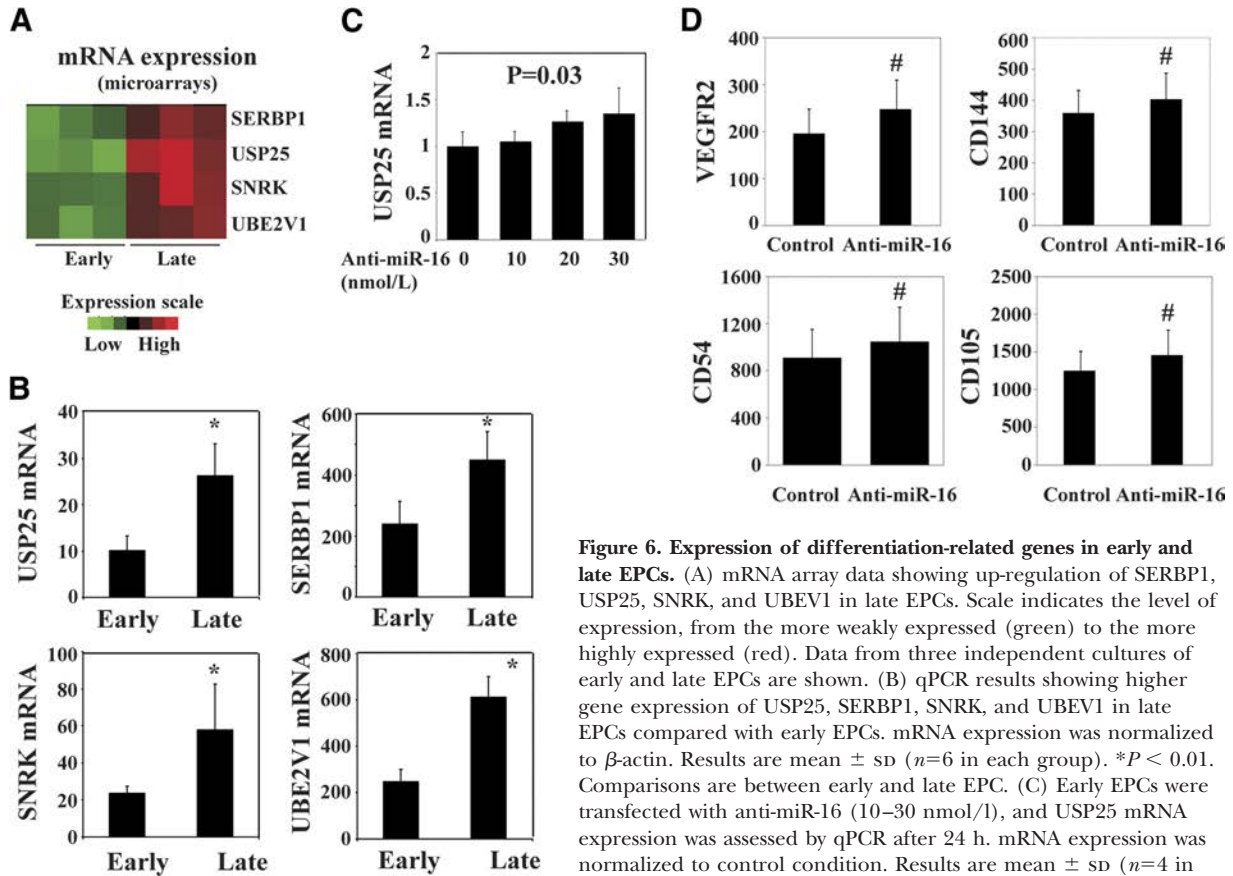 A
mRNA expression
(microarrays)
SERBP1
USP25
SNRK
UBE2V1
Early Late
Expression scale
Low High
B
USP25 mRNA
40
30
20
10
0
Early Late
*
SERBP1 mRNA
600
400
200
0
Early Late
*
SNRK mRNA
100
80
60
40
20
0
Early Late
*
UBE2V1 mRNA
800
600
400
200
0
Early Late
*
C
USP25 mRNA
2
1.5
1
0.5
0
P=0.03
Anti-miR-16 0 10 20 30
(nmol/L)
D
VEGFR2
400
300
200
100
0
#
Control Anti-miR-16
CD144
600
500
400
300
200
100
0
#
Control Anti-miR-16
CD54
1600
1200
800
400
0
#
Control Anti-miR-16
CD105
2500
2000
1500
1000
500
0
#
Control Anti-miR-16
Figure 6. Expression of differentiation-related genes in early and
late EPCs. (A) mRNA array data showing up-regulation of SERBP1,
USP25, SNRK, and UBEV1 in late EPCs. Scale indicates the level of
expression, from the more weakly expressed (green) to the more
highly expressed (red). Data from three independent cultures of
early and late EPCs are shown. (B) qPCR results showing higher
gene expression of USP25, SERBP1, SNRK, and UBEV1 in late
EPCs compared with early EPCs. mRNA expression was normalized
to β-actin. Results are mean ± SD (n=6 in each group). *P < 0.01.
Comparisons are between early and late EPC. (C) Early EPCs were
transfected with anti-miR-16 (10–30 nmol/l), and USP25 mRNA
expression was assessed by qPCR after 24 h. mRNA expression was
normalized to control condition. Results are mean ± SD (n=4 in